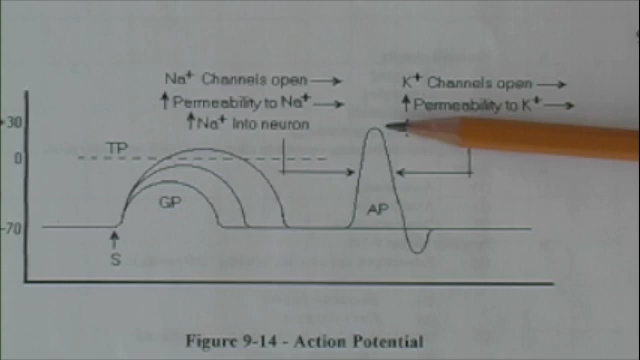 Na+ Channels open
K+ Channels open
Permeability to Na+
Permeability to K+
Na+ Into neuron
+30
TP
0
GP
AP
-70
S
Figure 9-14 - Action Potential